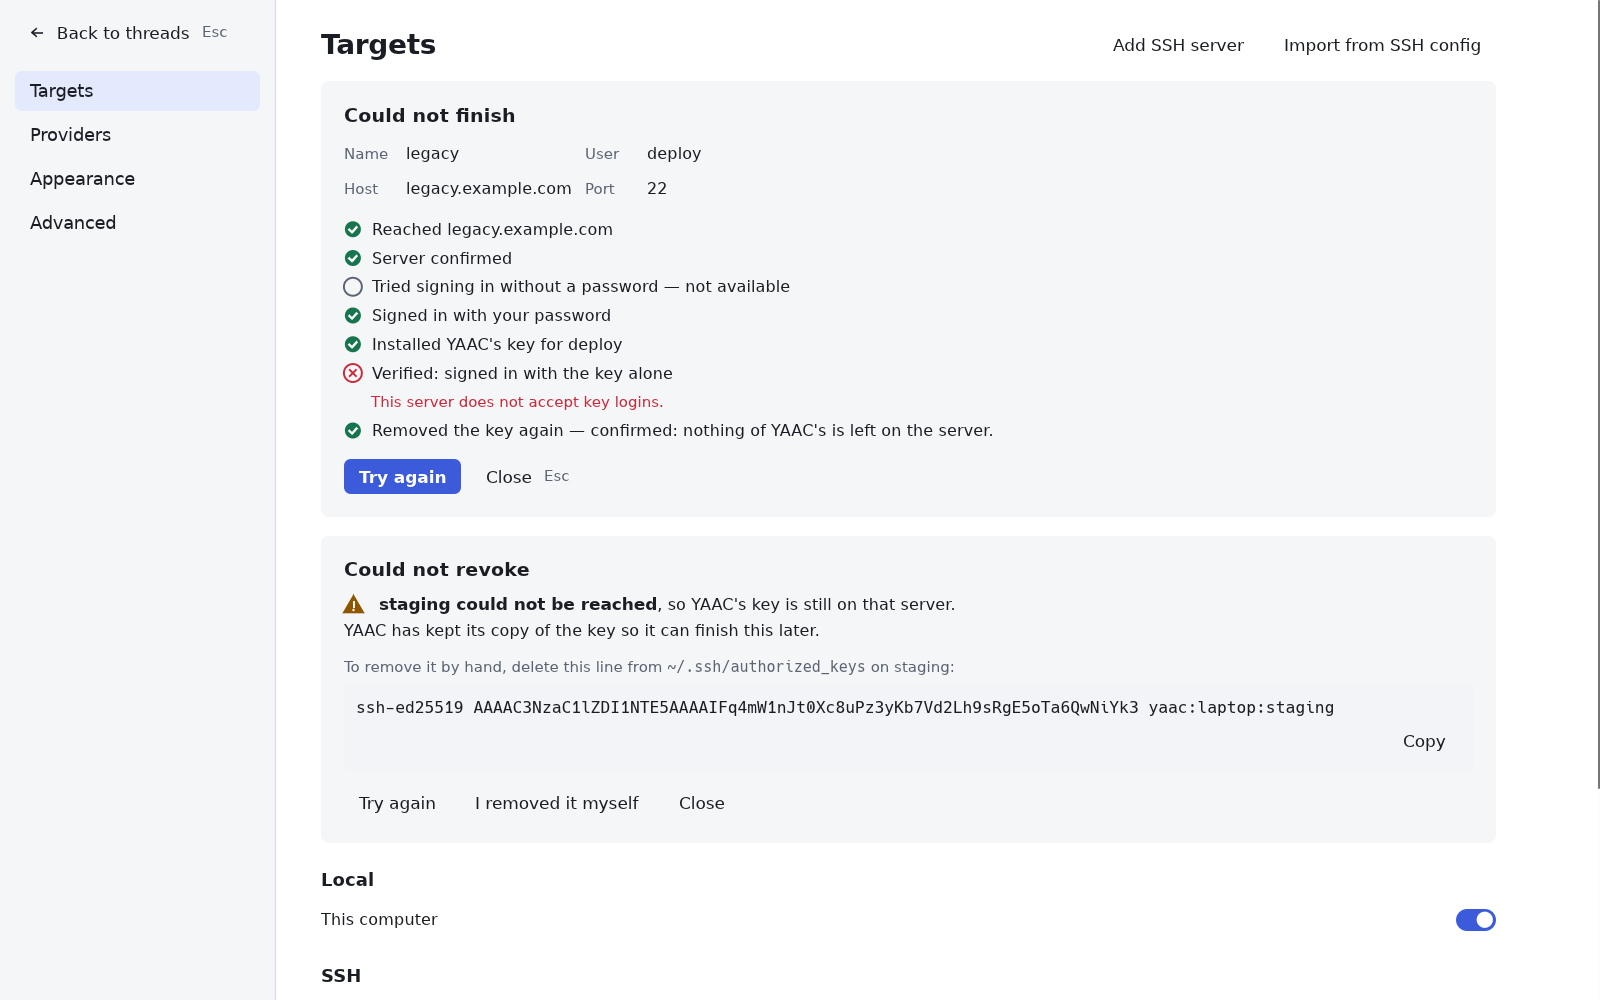 Back to threads Esc
Targets
Providers
Appearance
Advanced
Targets
Add SSH server Import from SSH config
Could not finish
Name legacy User deploy
Host legacy.example.com Port 22
Reached legacy.example.com
Server confirmed
Tried signing in without a password — not available
Signed in with your password
Installed YAAC's key for deploy
Verified: signed in with the key alone
This server does not accept key logins.
Removed the key again — confirmed: nothing of YAAC's is left on the server.
Try again Close Esc
Could not revoke
staging could not be reached, so YAAC's key is still on that server.
YAAC has kept its copy of the key so it can finish this later.
To remove it by hand, delete this line from ~/.ssh/authorized_keys on staging:
ssh-ed25519 AAAAC3NzaC1lZDI1NTE5AAAAIFq4mW1nJt0Xc8uPz3yKb7Vd2Lh9sRgE5oTa6QwNiYk3 yaac:laptop:staging
Copy
Try again I removed it myself Close
Local
This computer
SSH